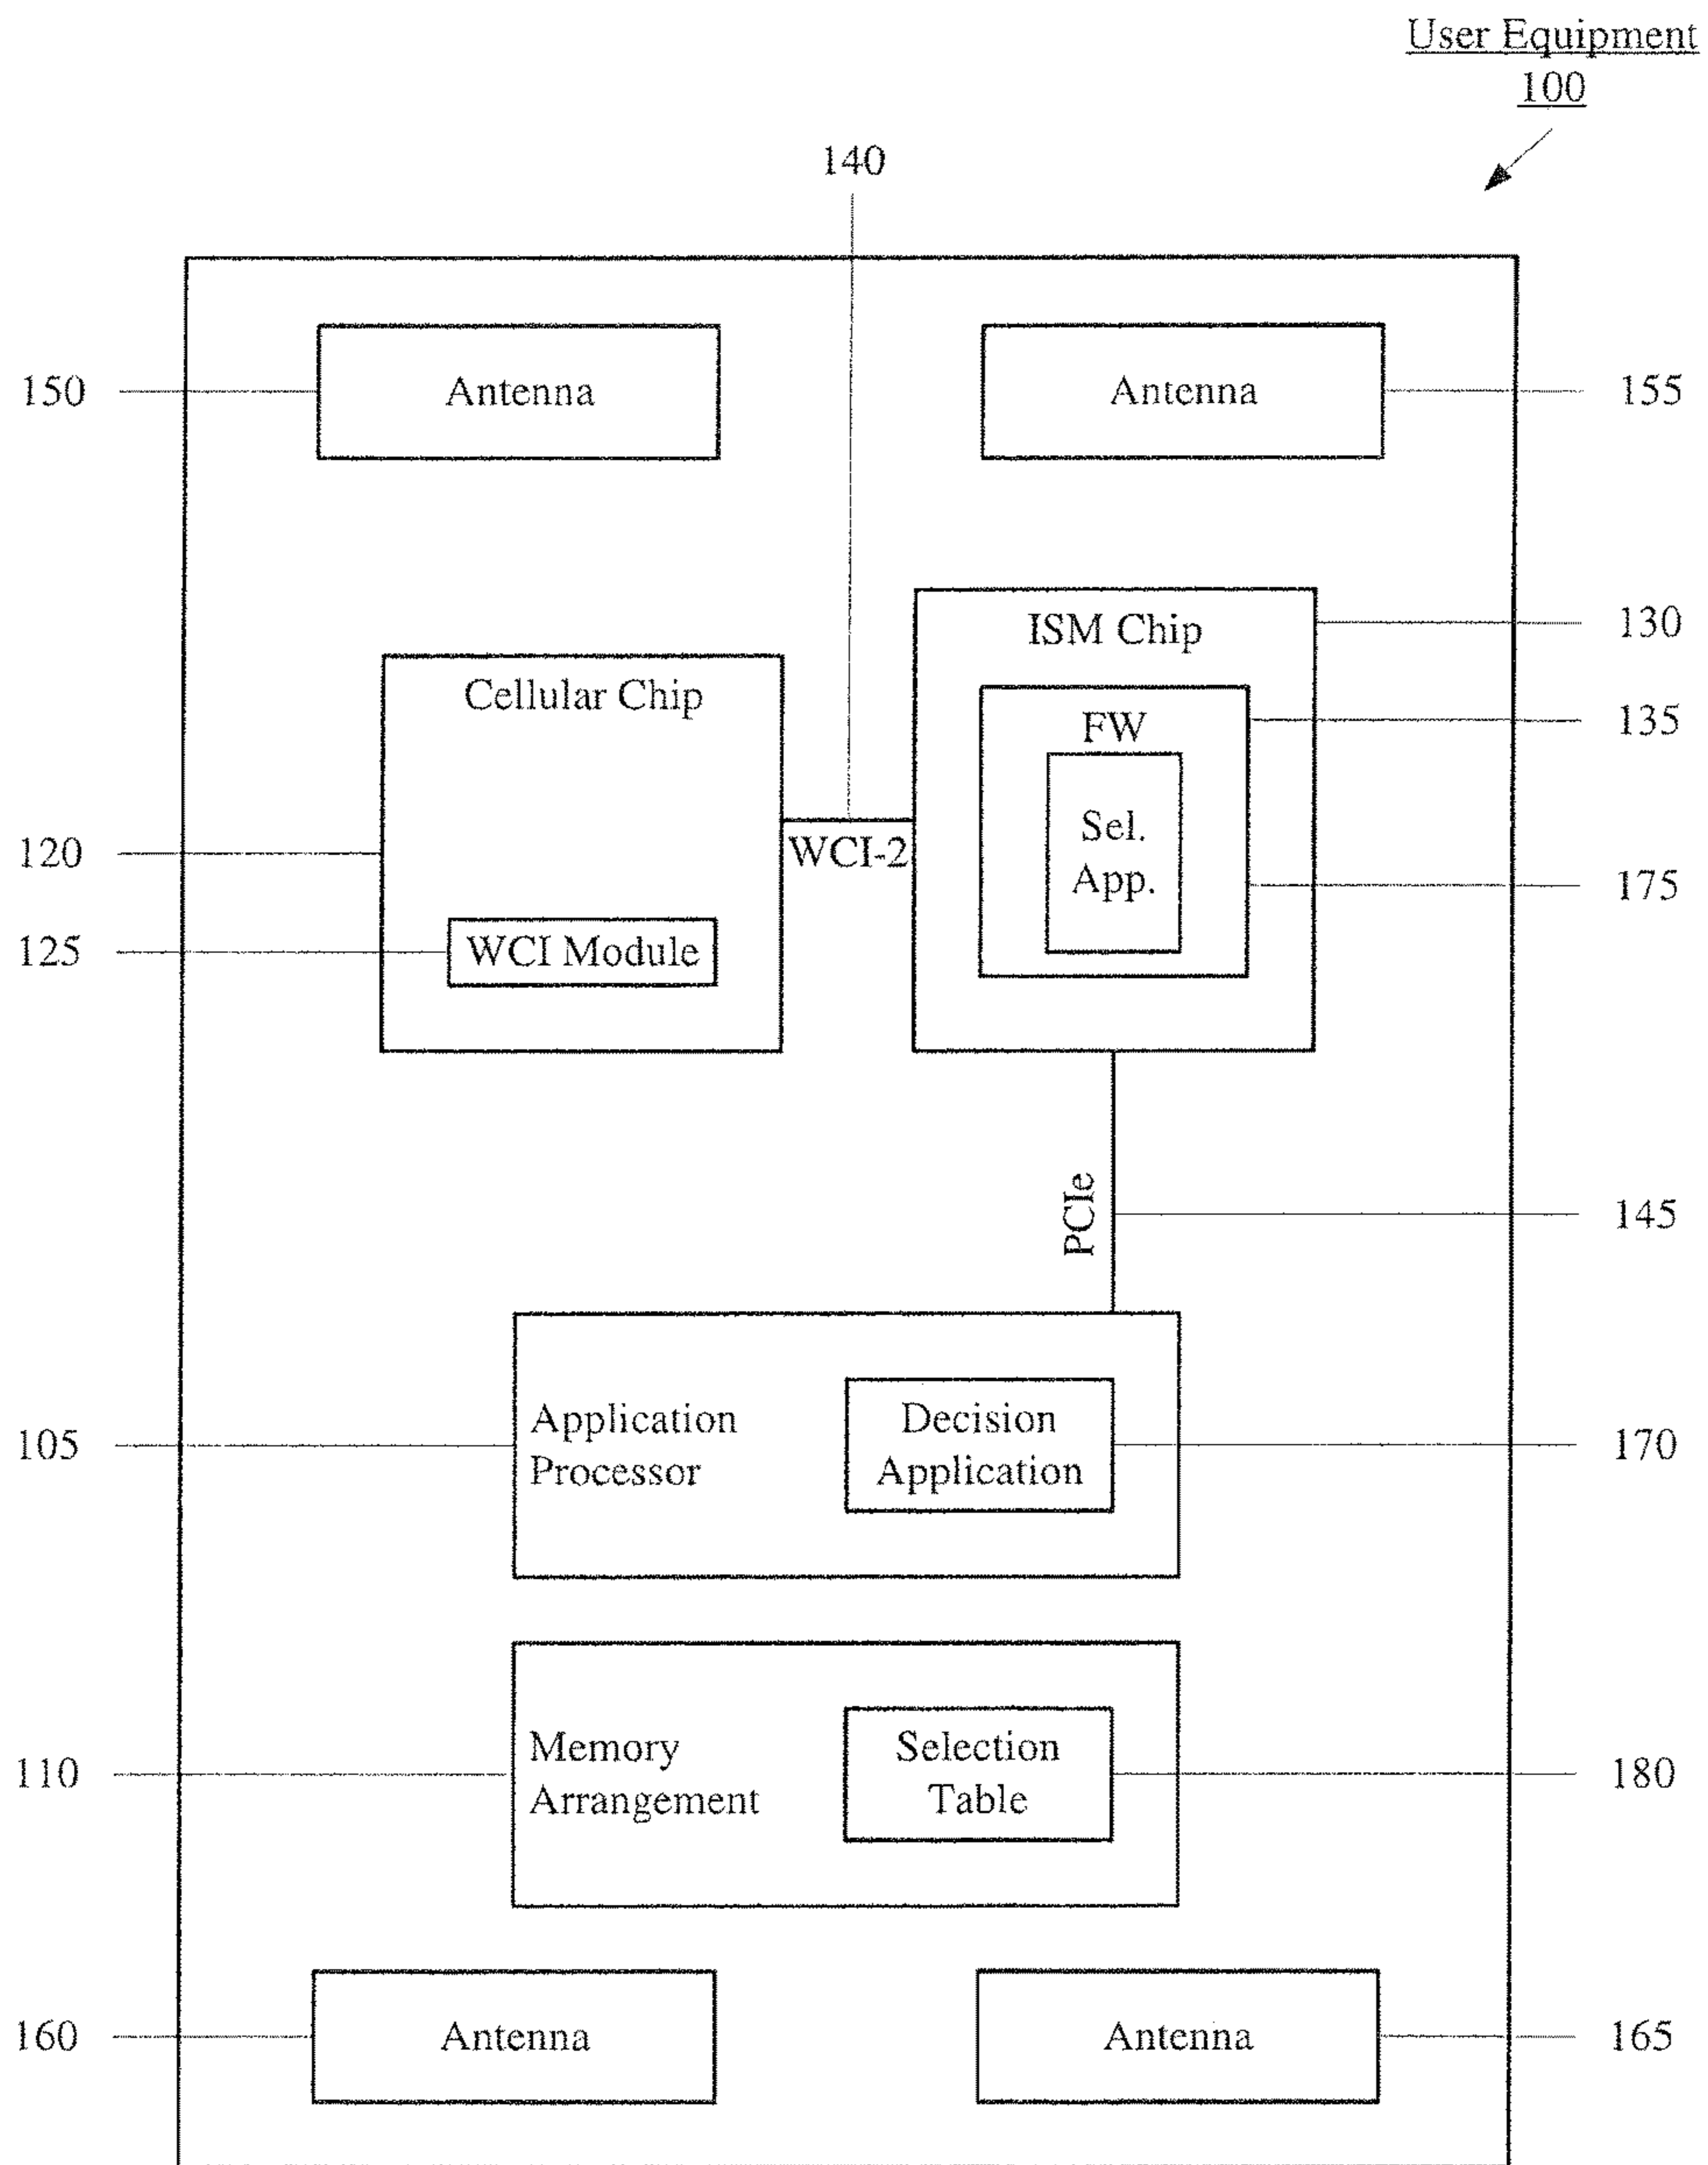 User Equipment
100
140
150
Antenna
Antenna
155
ISM Chip
130
Cellular Chip
FW
135
120
WCI-2
Sel.
App.
175
125
WCI Module
PCIe
145
105
Application
Processor
Decision
Application
170
110
Memory
Arrangement
Selection
Table
180
160
Antenna
Antenna
165